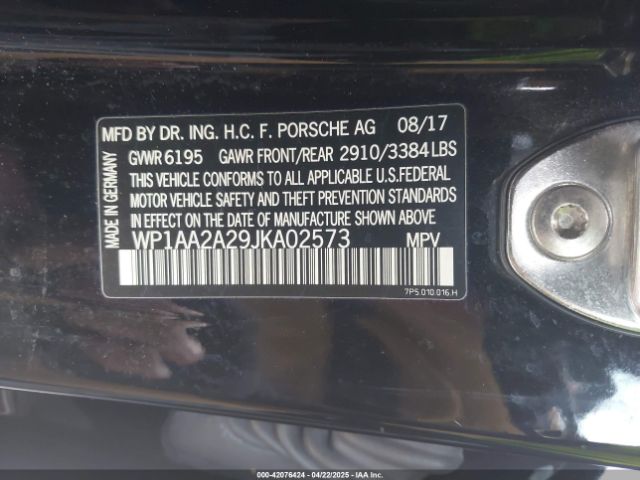 MFD BY DR. ING. H.C. F. PORSCHE AG 08/17
GVWR 6195 GAWR FRONT/REAR 2910/3384 LBS
THIS VEHICLE CONFORMS TO ALL APPLICABLE U.S.FEDERAL
MOTOR VEHICLE SAFETY AND THEFT PREVENTION STANDARDS
IN EFFECT ON THE DATE OF MANUFACTURE SHOWN ABOVE
WP1AA2A29JKA02573 MPV
MADE IN GERMANY
7P5.010.016.H
000-42076424 - 04/22/2025 - IAAI.com